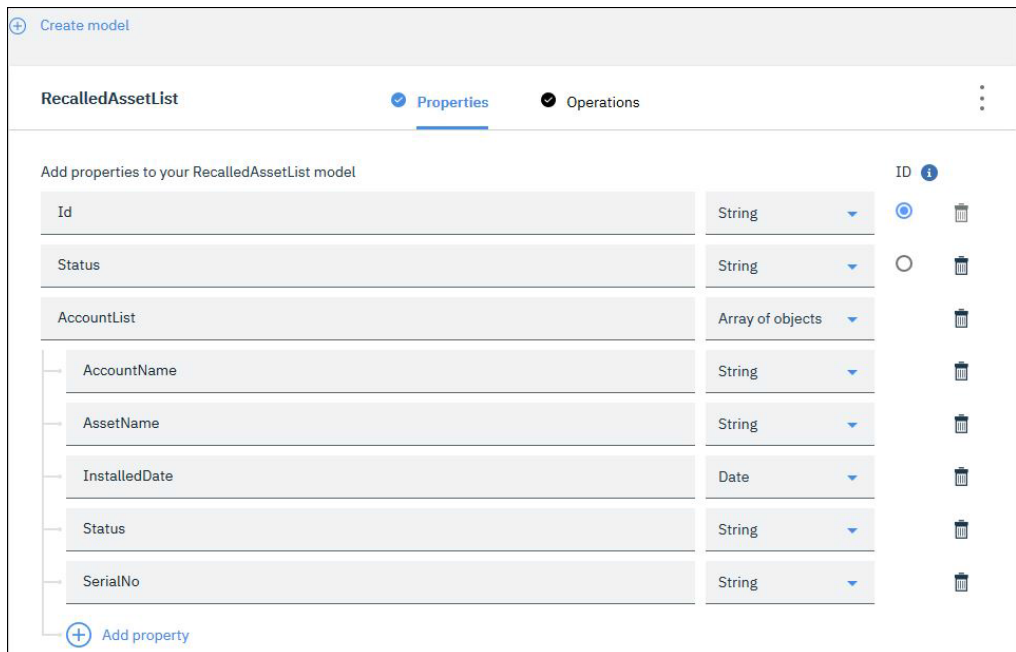 Create model
RecalledAssetList Properties Operations
Add properties to your RecalledAssetList model ID i
Id String
Status String
AccountList Array of objects
AccountName String
AssetName String
InstalledDate Date
Status String
SerialNo String
Add property